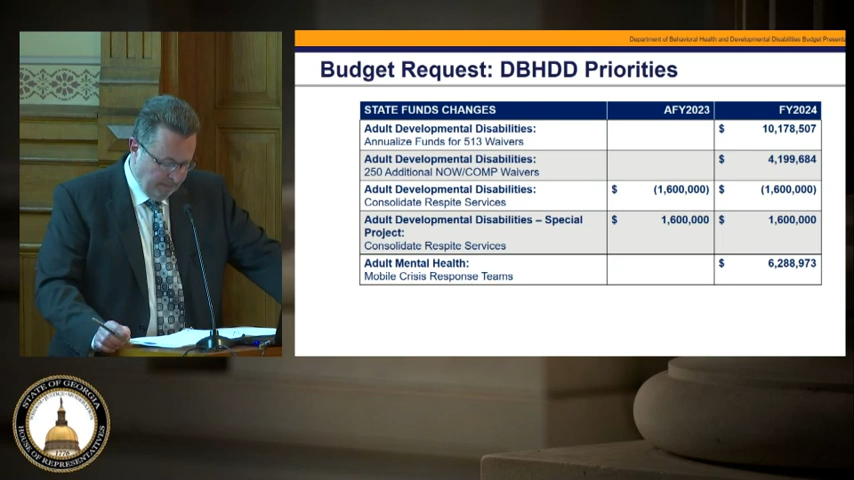 Department of Behavioral Health and Developmental Disabilities Budget Presenta
Budget Request: DBHDD Priorities
STATE FUNDS CHANGES AFY2023 FY2024
Adult Developmental Disabilities: $ 10,178,507
Annualize Funds for 513 Waivers
Adult Developmental Disabilities: $ 4,199,684
250 Additional NOW/COMP Waivers
Adult Developmental Disabilities: $ (1,600,000) $ (1,600,000)
Consolidate Respite Services
Adult Developmental Disabilities – Special $ 1,600,000 $ 1,600,000
Project:
Consolidate Respite Services
Adult Mental Health: $ 6,288,973
Mobile Crisis Response Teams
STATE OF GEORGIA
HOUSE OF REPRESENTATIVES
1776